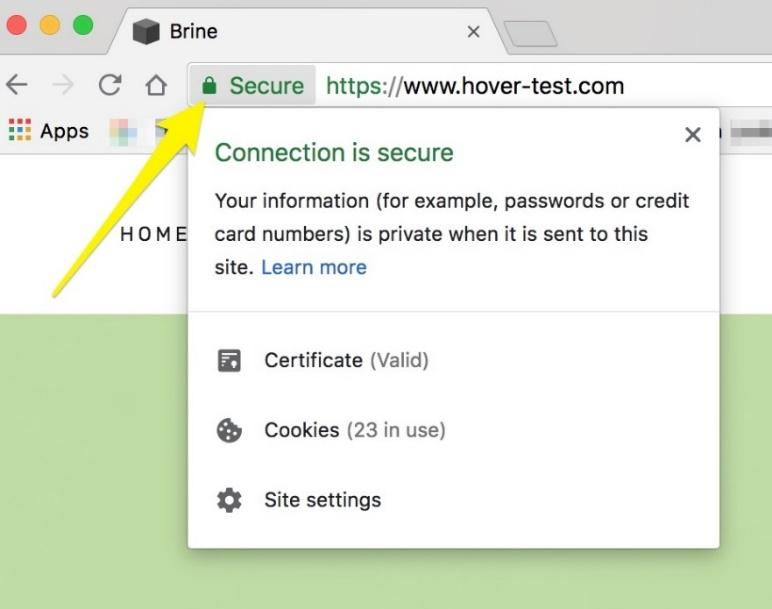 Brine
Secure https://www.hover-test.com
Apps
Connection is secure
Your information (for example, passwords or credit
card numbers) is private when it is sent to this
site. Learn more
HOME
Certificate (Valid)
Cookies (23 in use)
Site settings